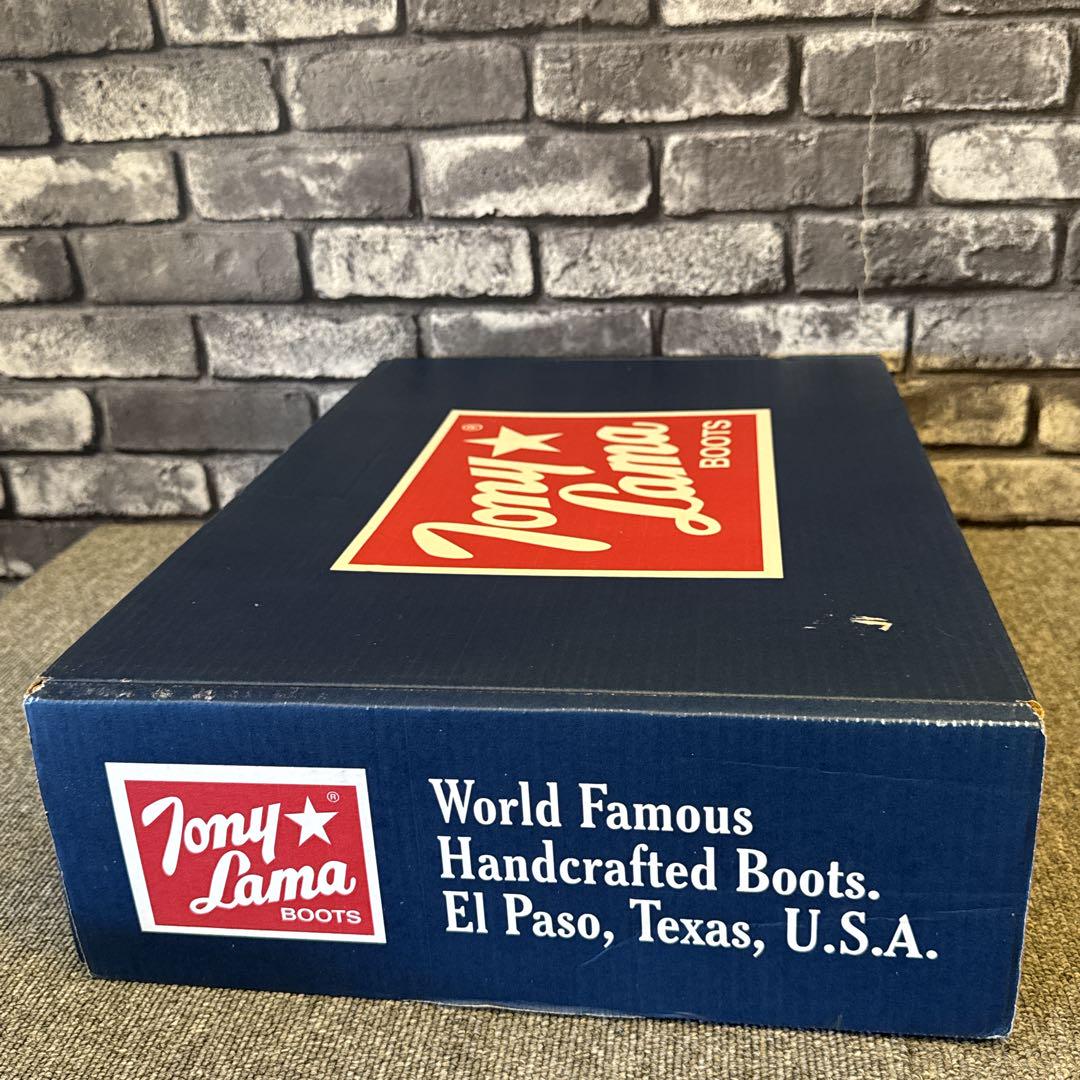 Tony
Lama
BOOTS
®
Tony
®
Lama
BOOTS
World Famous
Handcrafted Boots.
El Paso, Texas, U.S.A.